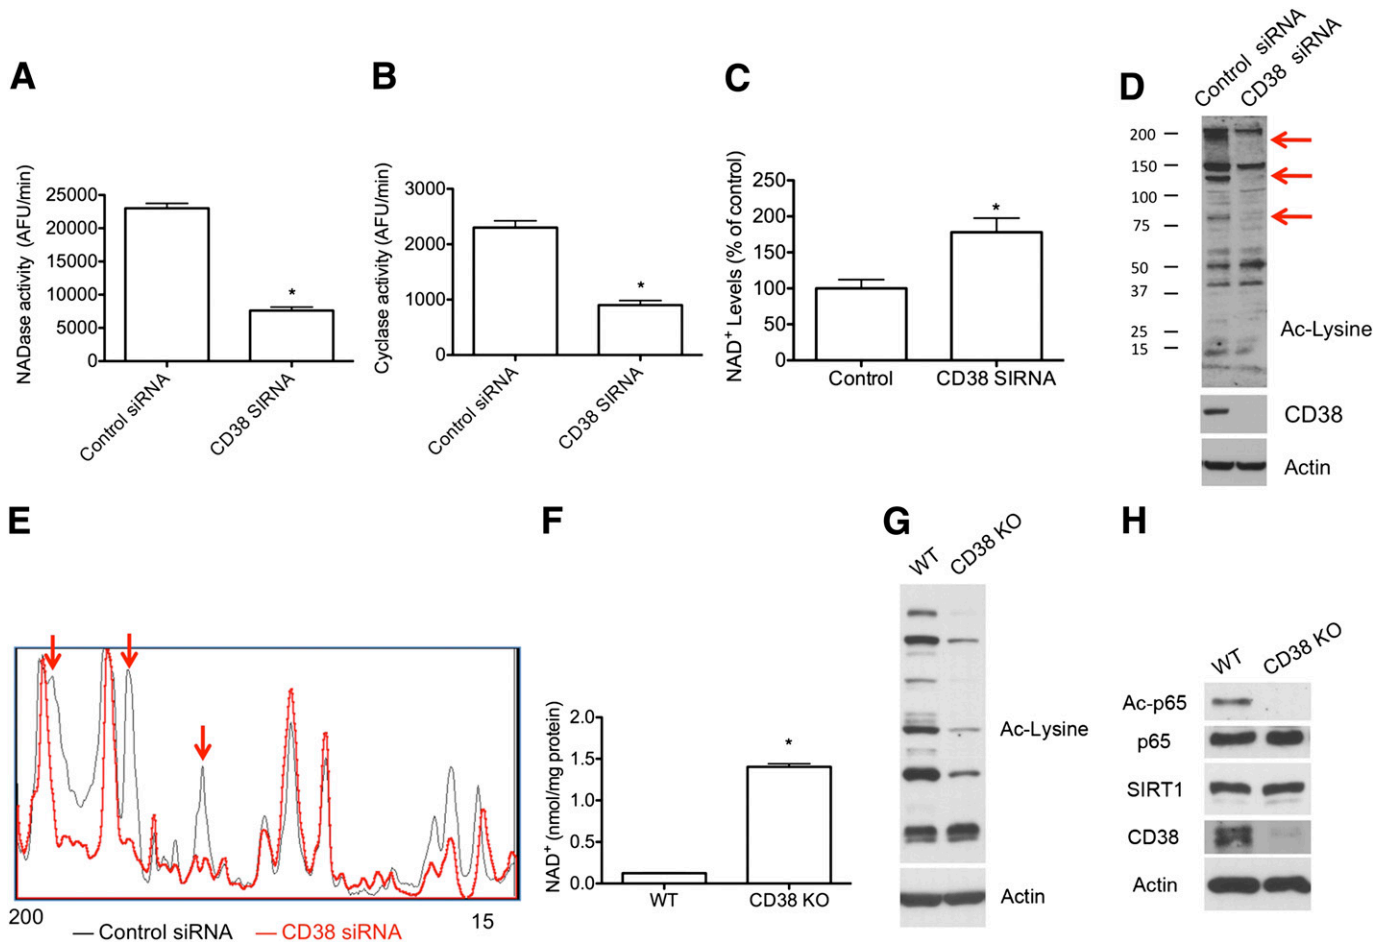 A
NADase activity (AFU/min)
25000
20000
15000
10000
5000
0
*
Control siRNA
CD38 SIRNA
B
Cyclase activity (AFU/min)
3000
2000
1000
0
*
Control siRNA
CD38 SIRNA
C
NAD+ Levels (% of control)
250
200
150
100
50
0
*
Control
CD38 SIRNA
D
Control siRNA
CD38 siRNA
200
150
100
75
50
37
25
15
Ac-Lysine
CD38
Actin
E
200
15
Control siRNA
CD38 siRNA
F
NAD+ (nmol/mg protein)
2.0
1.5
1.0
0.5
0.0
*
WT
CD38 KO
G
WT
CD38 KO
Ac-Lysine
Actin
H
WT
CD38 KO
Ac-p65
p65
SIRT1
CD38
Actin